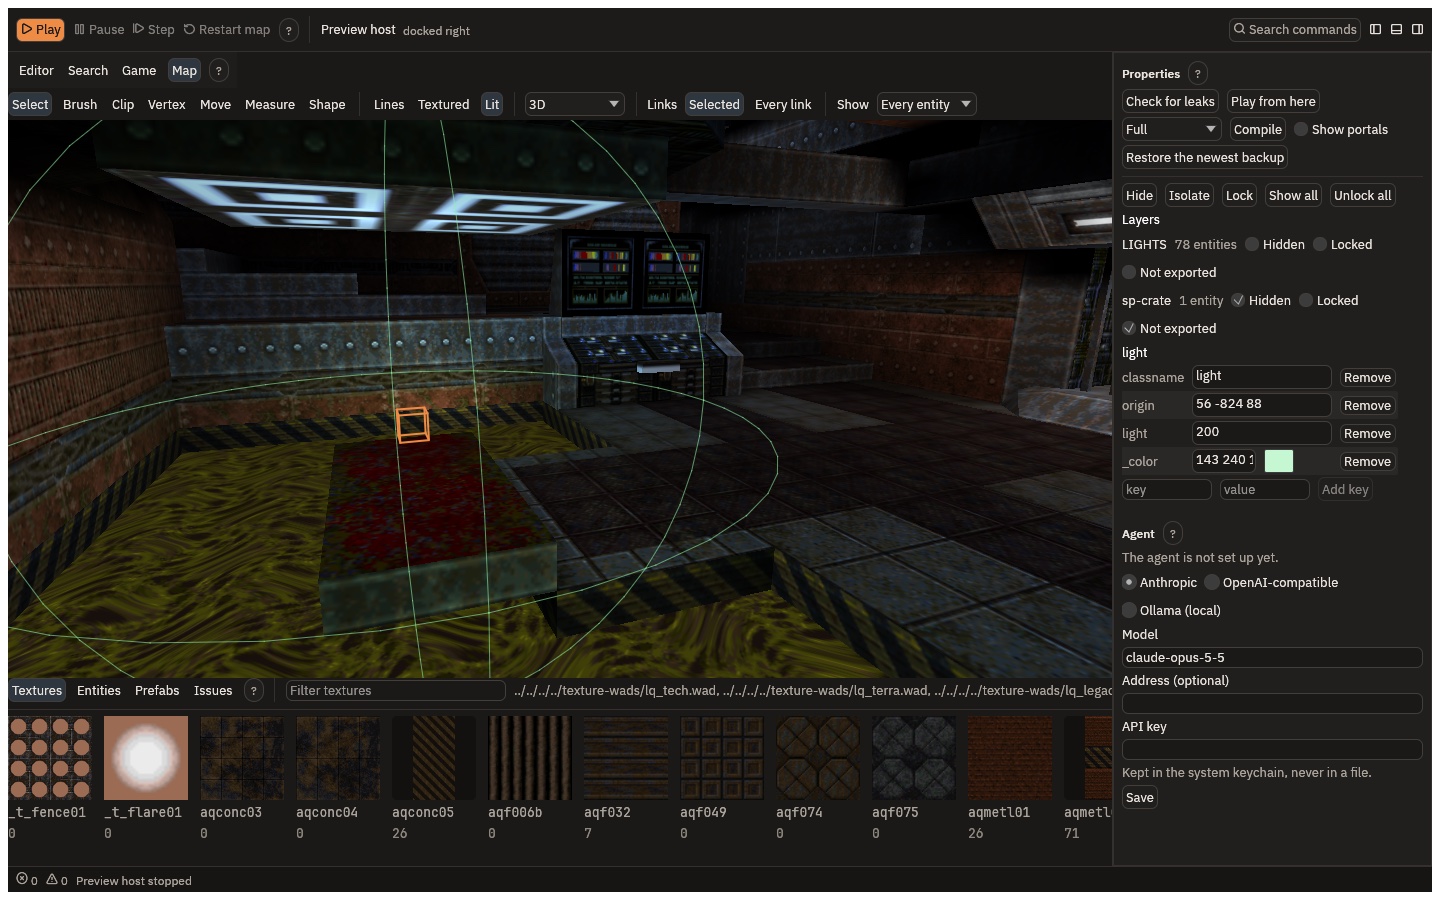 Play Pause Step Restart map ? Preview host docked right Search commands
Editor Search Game Map ?
Select Brush Clip Vertex Move Measure Shape Lines Textured Lit 3D Links Selected Every link Show Every entity
Properties ?
Check for leaks Play from here
Full Compile Show portals
Restore the newest backup
Hide Isolate Lock Show all Unlock all
Layers
LIGHTS 78 entities Hidden Locked
Not exported
sp-crate 1 entity Hidden Locked
Not exported
light
classname light Remove
origin 56 -824 88 Remove
light 200 Remove
_color 143 240 Remove
key value Add key
Agent ?
The agent is not set up yet.
Anthropic OpenAI-compatible
Ollama (local)
Model
claude-opus-5-5
Address (optional)
API key
Kept in the system keychain, never in a file.
Save
Textures Entities Prefabs Issues ? Filter textures ../../../../texture-wads/lq_tech.wad, ../../../../texture-wads/lq_terra.wad, ../../../../texture-wads/lq_legac
_t_fence01 _t_flare01 aqconc03 aqconc04 aqconc05 aqf006b aqf032 aqf049 aqf074 aqf075 aqmetl01 aqmetl
0 0 0 0 26 0 7 0 0 0 26 71
0 0 Preview host stopped